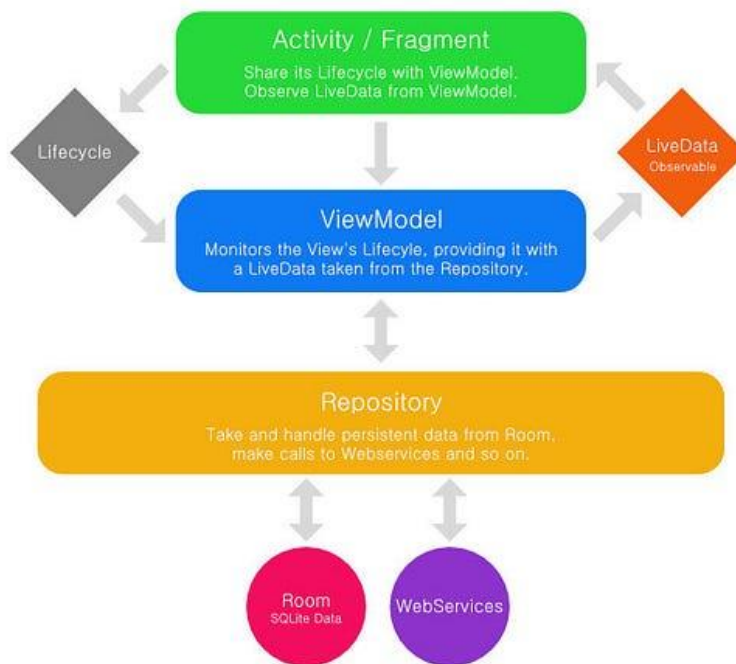 Activity / Fragment
Share its Lifecycle with ViewModel.
Observe LiveData from ViewModel.
Lifecycle
LiveData
Observable
ViewModel
Monitors the View's Lifecyle, providing it with
a LiveData taken from the Repository.
Repository
Take and handle persistent data from Room,
make calls to Webservices and so on.
Room
SQLite Data
WebServices